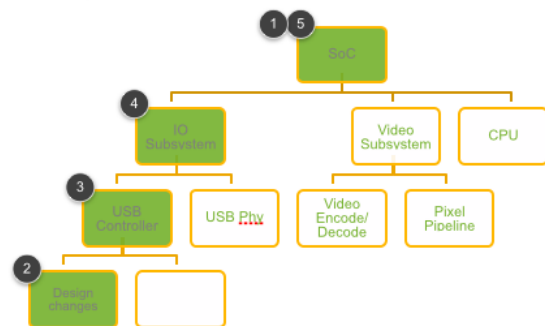 1 5
SoC
4
IO
Subsystem
Video
Subsystem
CPU
3
USB
Controller
USB Phy
Video
Encode/
Decode
Pixel
Pipeline
2
Design
changes